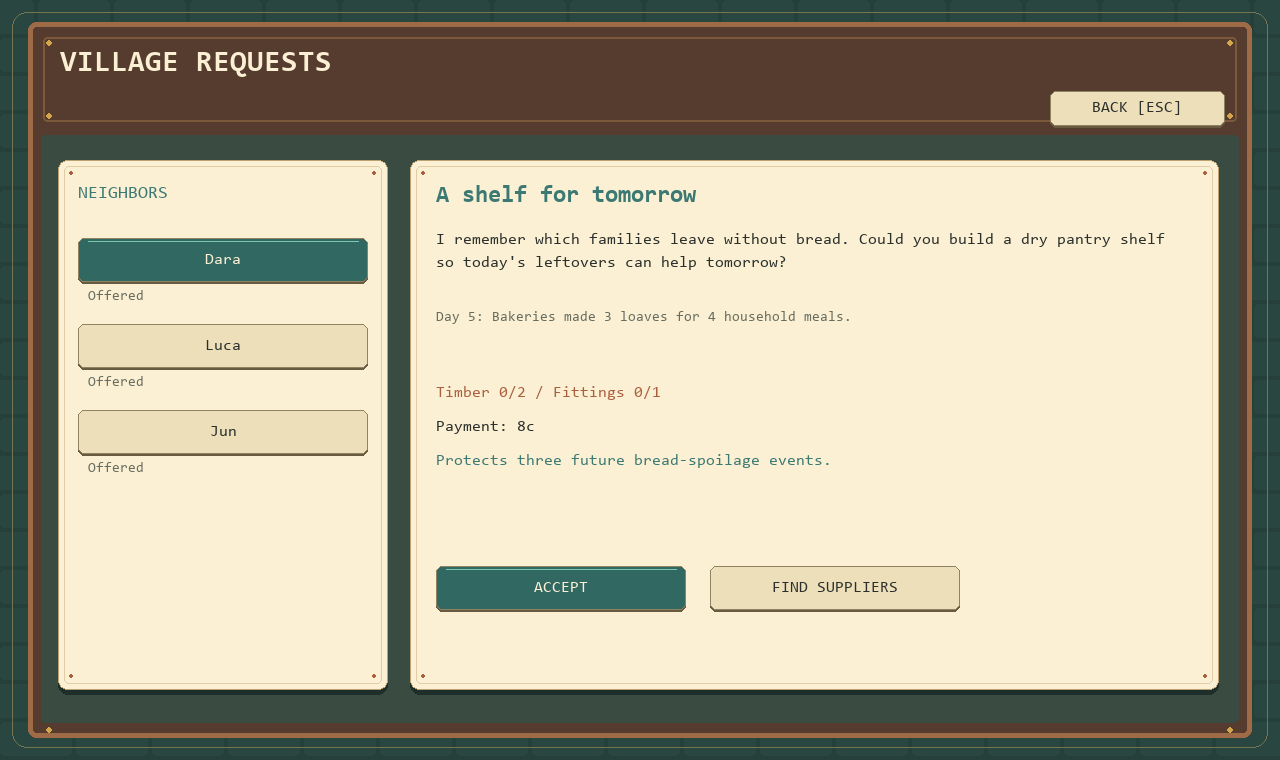 VILLAGE REQUESTS
BACK [ESC]
NEIGHBORS
Dara
Offered
Luca
Offered
Jun
Offered
A shelf for tomorrow
I remember which families leave without bread. Could you build a dry pantry shelf
so today's leftovers can help tomorrow?
Day 5: Bakeries made 3 loaves for 4 household meals.
Timber 0/2 / Fittings 0/1
Payment: 8c
Protects three future bread-spoilage events.
ACCEPT
FIND SUPPLIERS